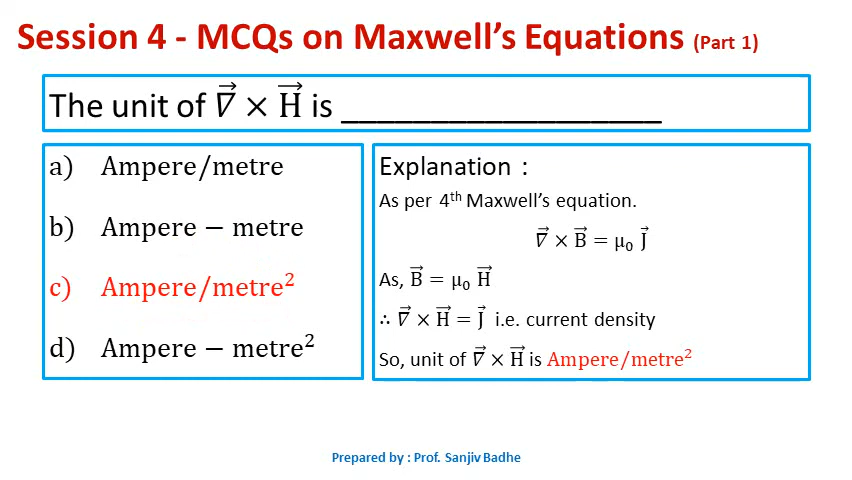 Session 4 - MCQs on Maxwell's Equations (Part 1)
The unit of ∇⃗ × H⃗ is ___________________
a) Ampere/metre
b) Ampere − metre
c) Ampere/metre²
d) Ampere − metre²
Explanation :
As per 4th Maxwell's equation.
∇⃗ × B⃗ = μ₀ J⃗
As, B⃗ = μ₀ H⃗
∴ ∇⃗ × H⃗ = J⃗ i.e. current density
So, unit of ∇⃗ × H⃗ is Ampere/metre²
Prepared by : Prof. Sanjiv Badhe